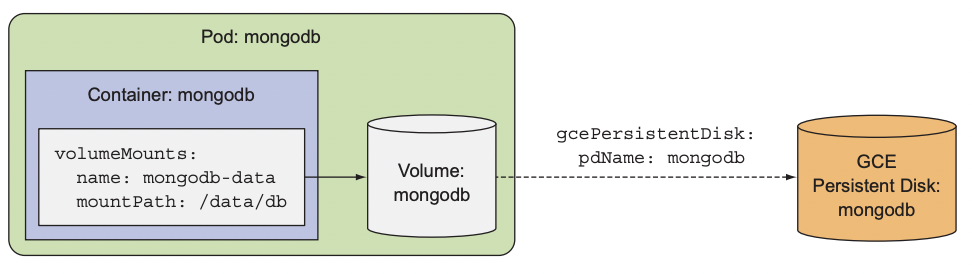 Pod: mongodb
Container: mongodb
volumeMounts:
name: mongodb-data
mountPath: /data/db
Volume:
mongodb
gcePersistentDisk:
pdName: mongodb
GCE
Persistent Disk:
mongodb